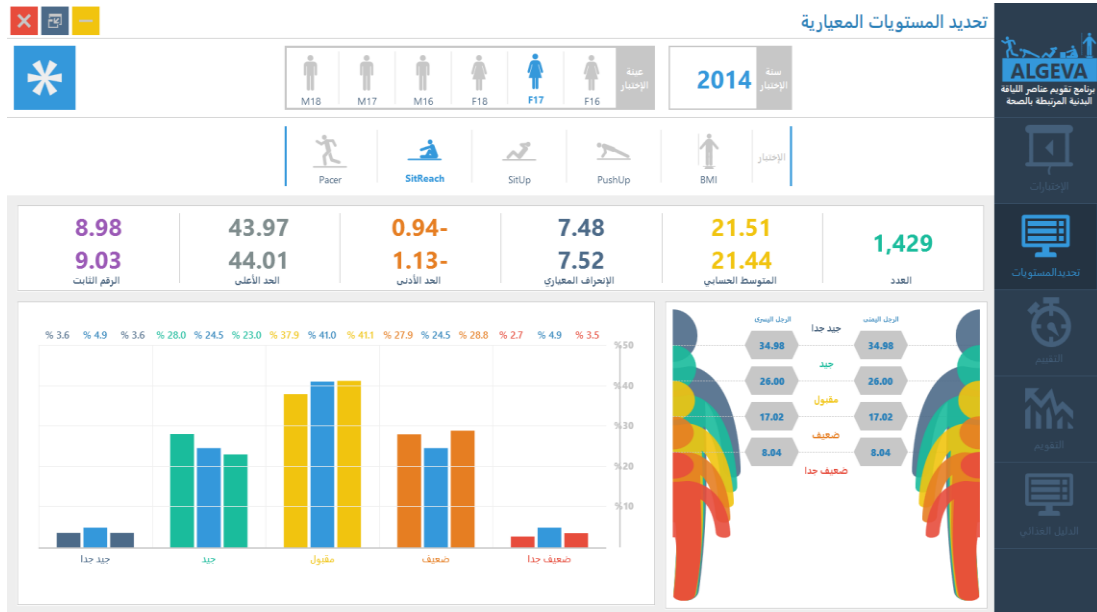 تحديد المستويات المعيارية
ALGEVA
برنامج تقويم عناصر اللياقة
البدنية المرتبطة بالصحة
الإختبارات
تحديدالمستويات
التقييم
التقويم
الدليل الغذائي
سنة
الإختبار
2014
عينة
الإختبار
F16
F17
F18
M16
M17
M18
الإختبار
BMI
PushUp
SitUp
SitReach
Pacer
1,429
العدد
21.51
21.44
المتوسط الحسابي
7.48
7.52
الإنحراف المعياري
0.94-
1.13-
الحد الأدنى
43.97
44.01
الحد الأعلى
8.98
9.03
الرقم الثابت
الرجل اليمنى
الرجل اليسرى
جيد جدا
34.98
34.98
جيد
26.00
26.00
مقبول
17.02
17.02
ضعيف
8.04
8.04
ضعيف جدا
% 3.6 % 4.9 % 3.6 % 28.0 % 24.5 % 23.0 % 37.9 % 41.0 % 41.1 % 27.9 % 24.5 % 28.8 % 2.7 % 4.9 % 3.5
%50
%40
%30
%20
%10
ضعيف جدا
ضعيف
مقبول
جيد
جيد جدا